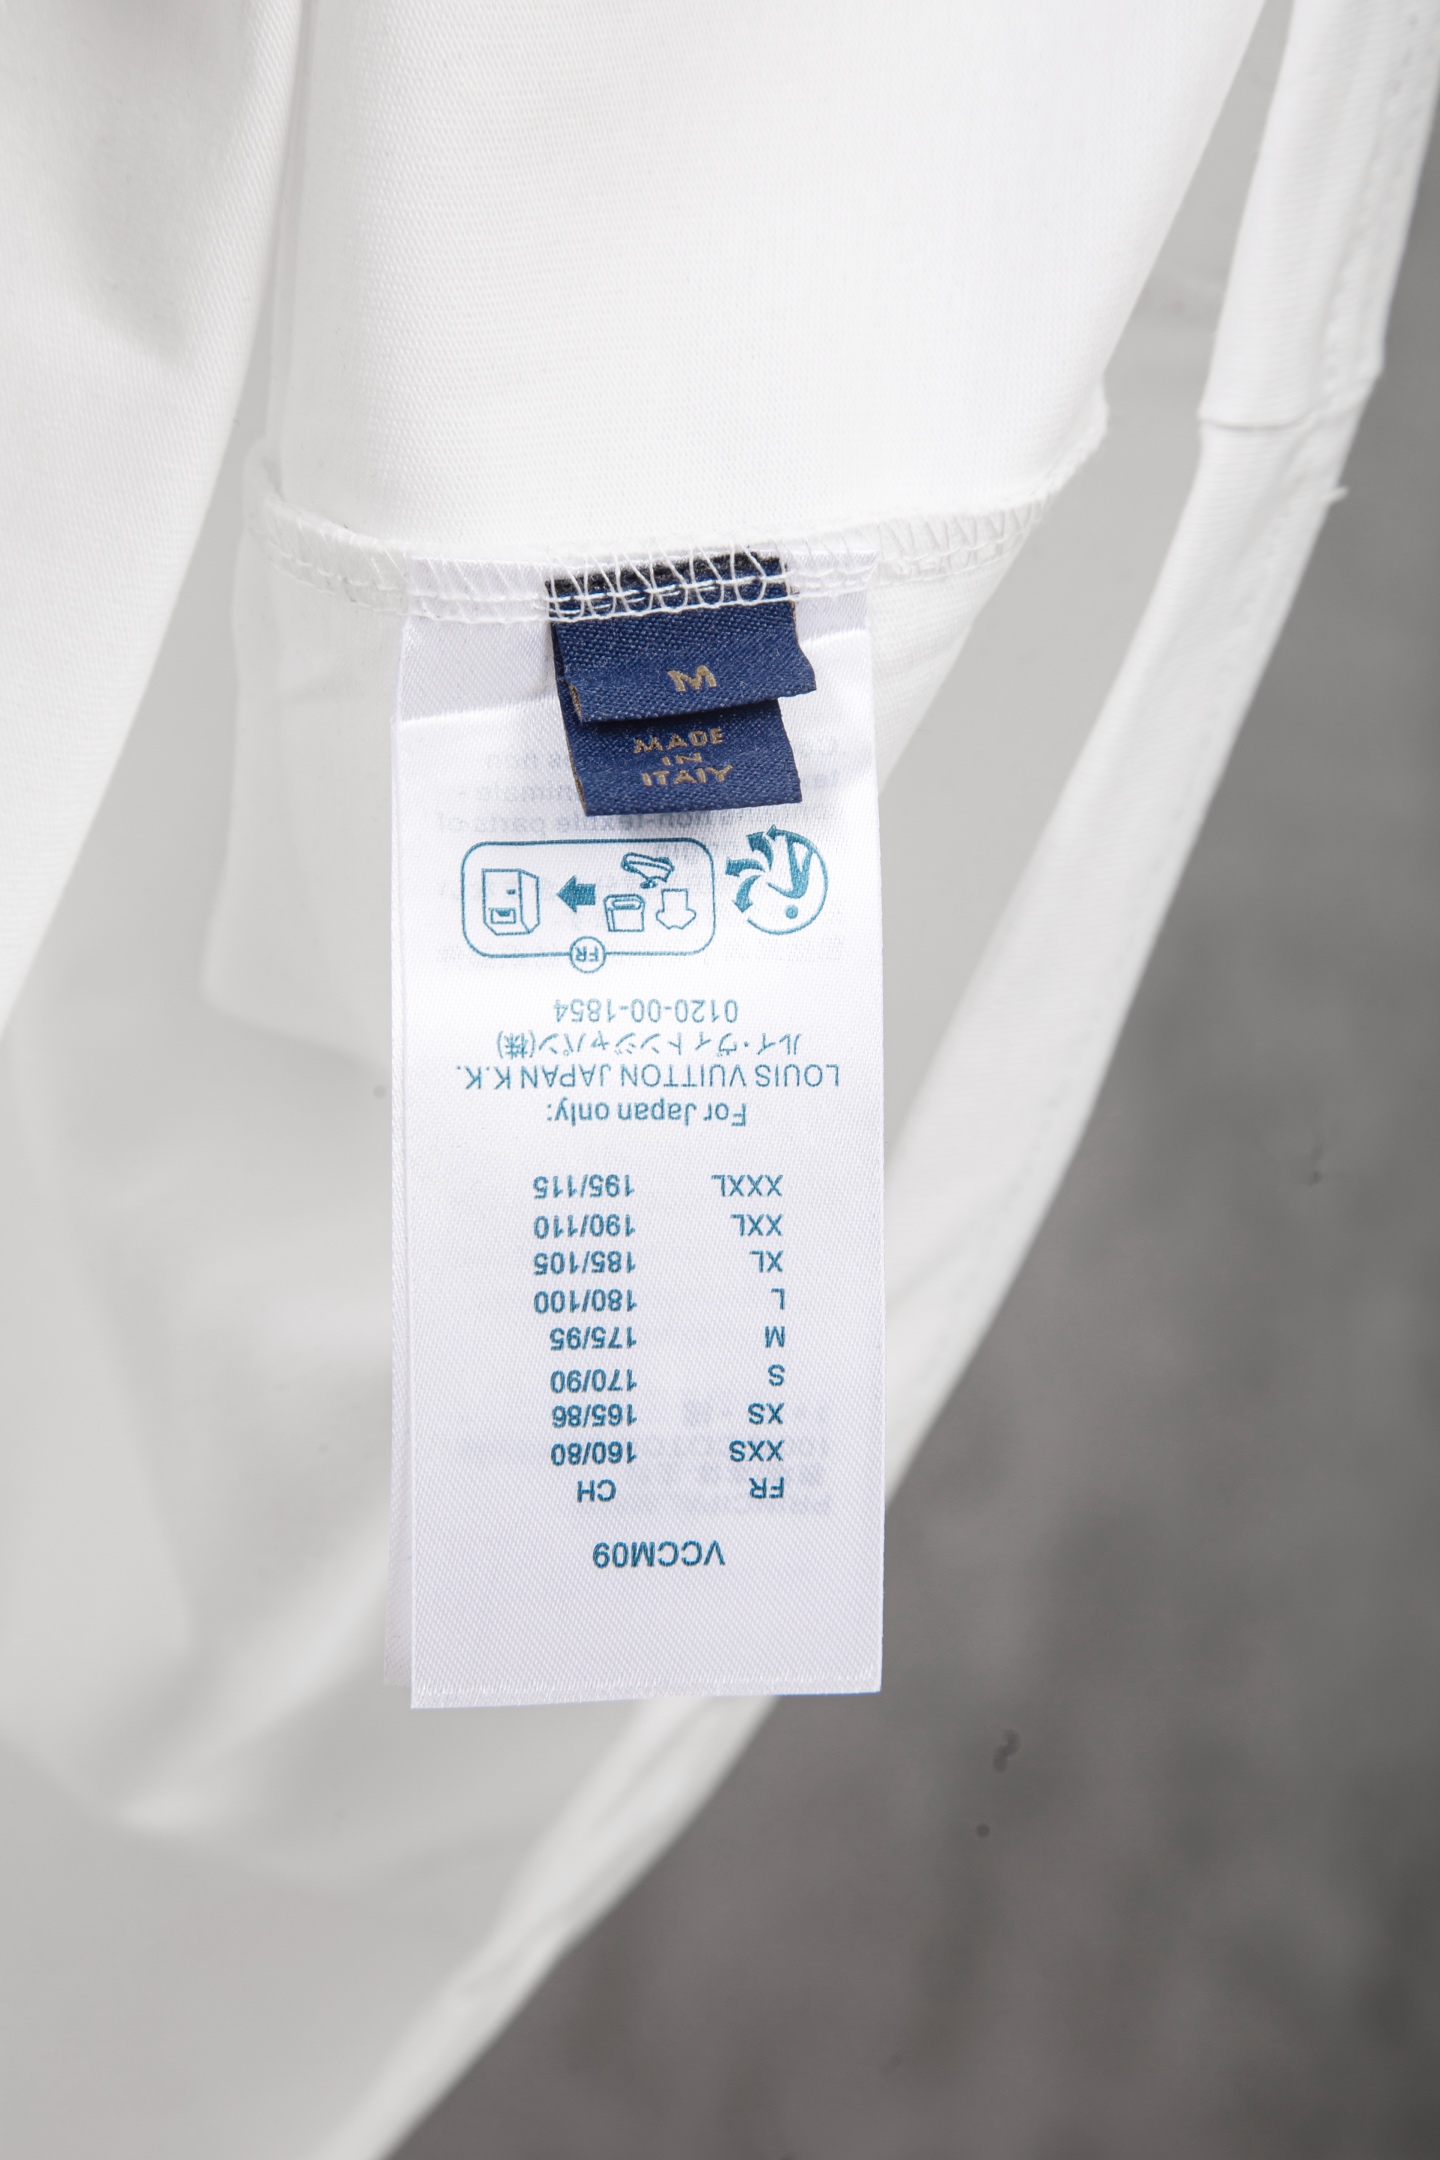 M
MADE
IN
ITALY
VCCM09
FR CH
XXS 160/80
XS 165/86
S 170/90
M 175/95
L 180/100
XL 185/105
XXL 190/110
XXXL 195/115
For Japan only:
LOUIS VUITTON JAPAN K.K.
ルイ・ヴィトンジャパン(株)
0120-00-1854
FR